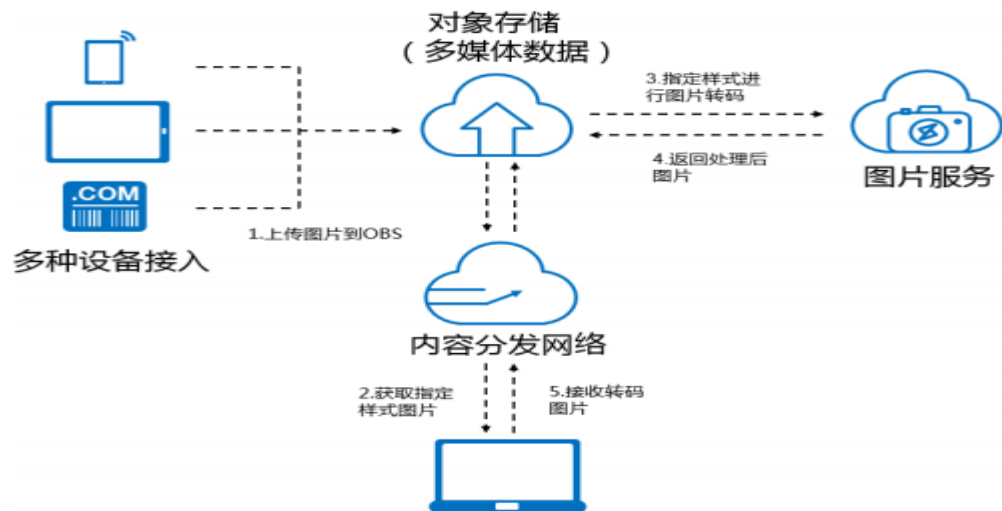 对象存储
（多媒体数据）
3.指定样式进
行图片转码
4.返回处理后
图片
图片服务
.COM
1.上传图片到OBS
多种设备接入
内容分发网络
2.获取指定
样式图片
5.接收转码
图片